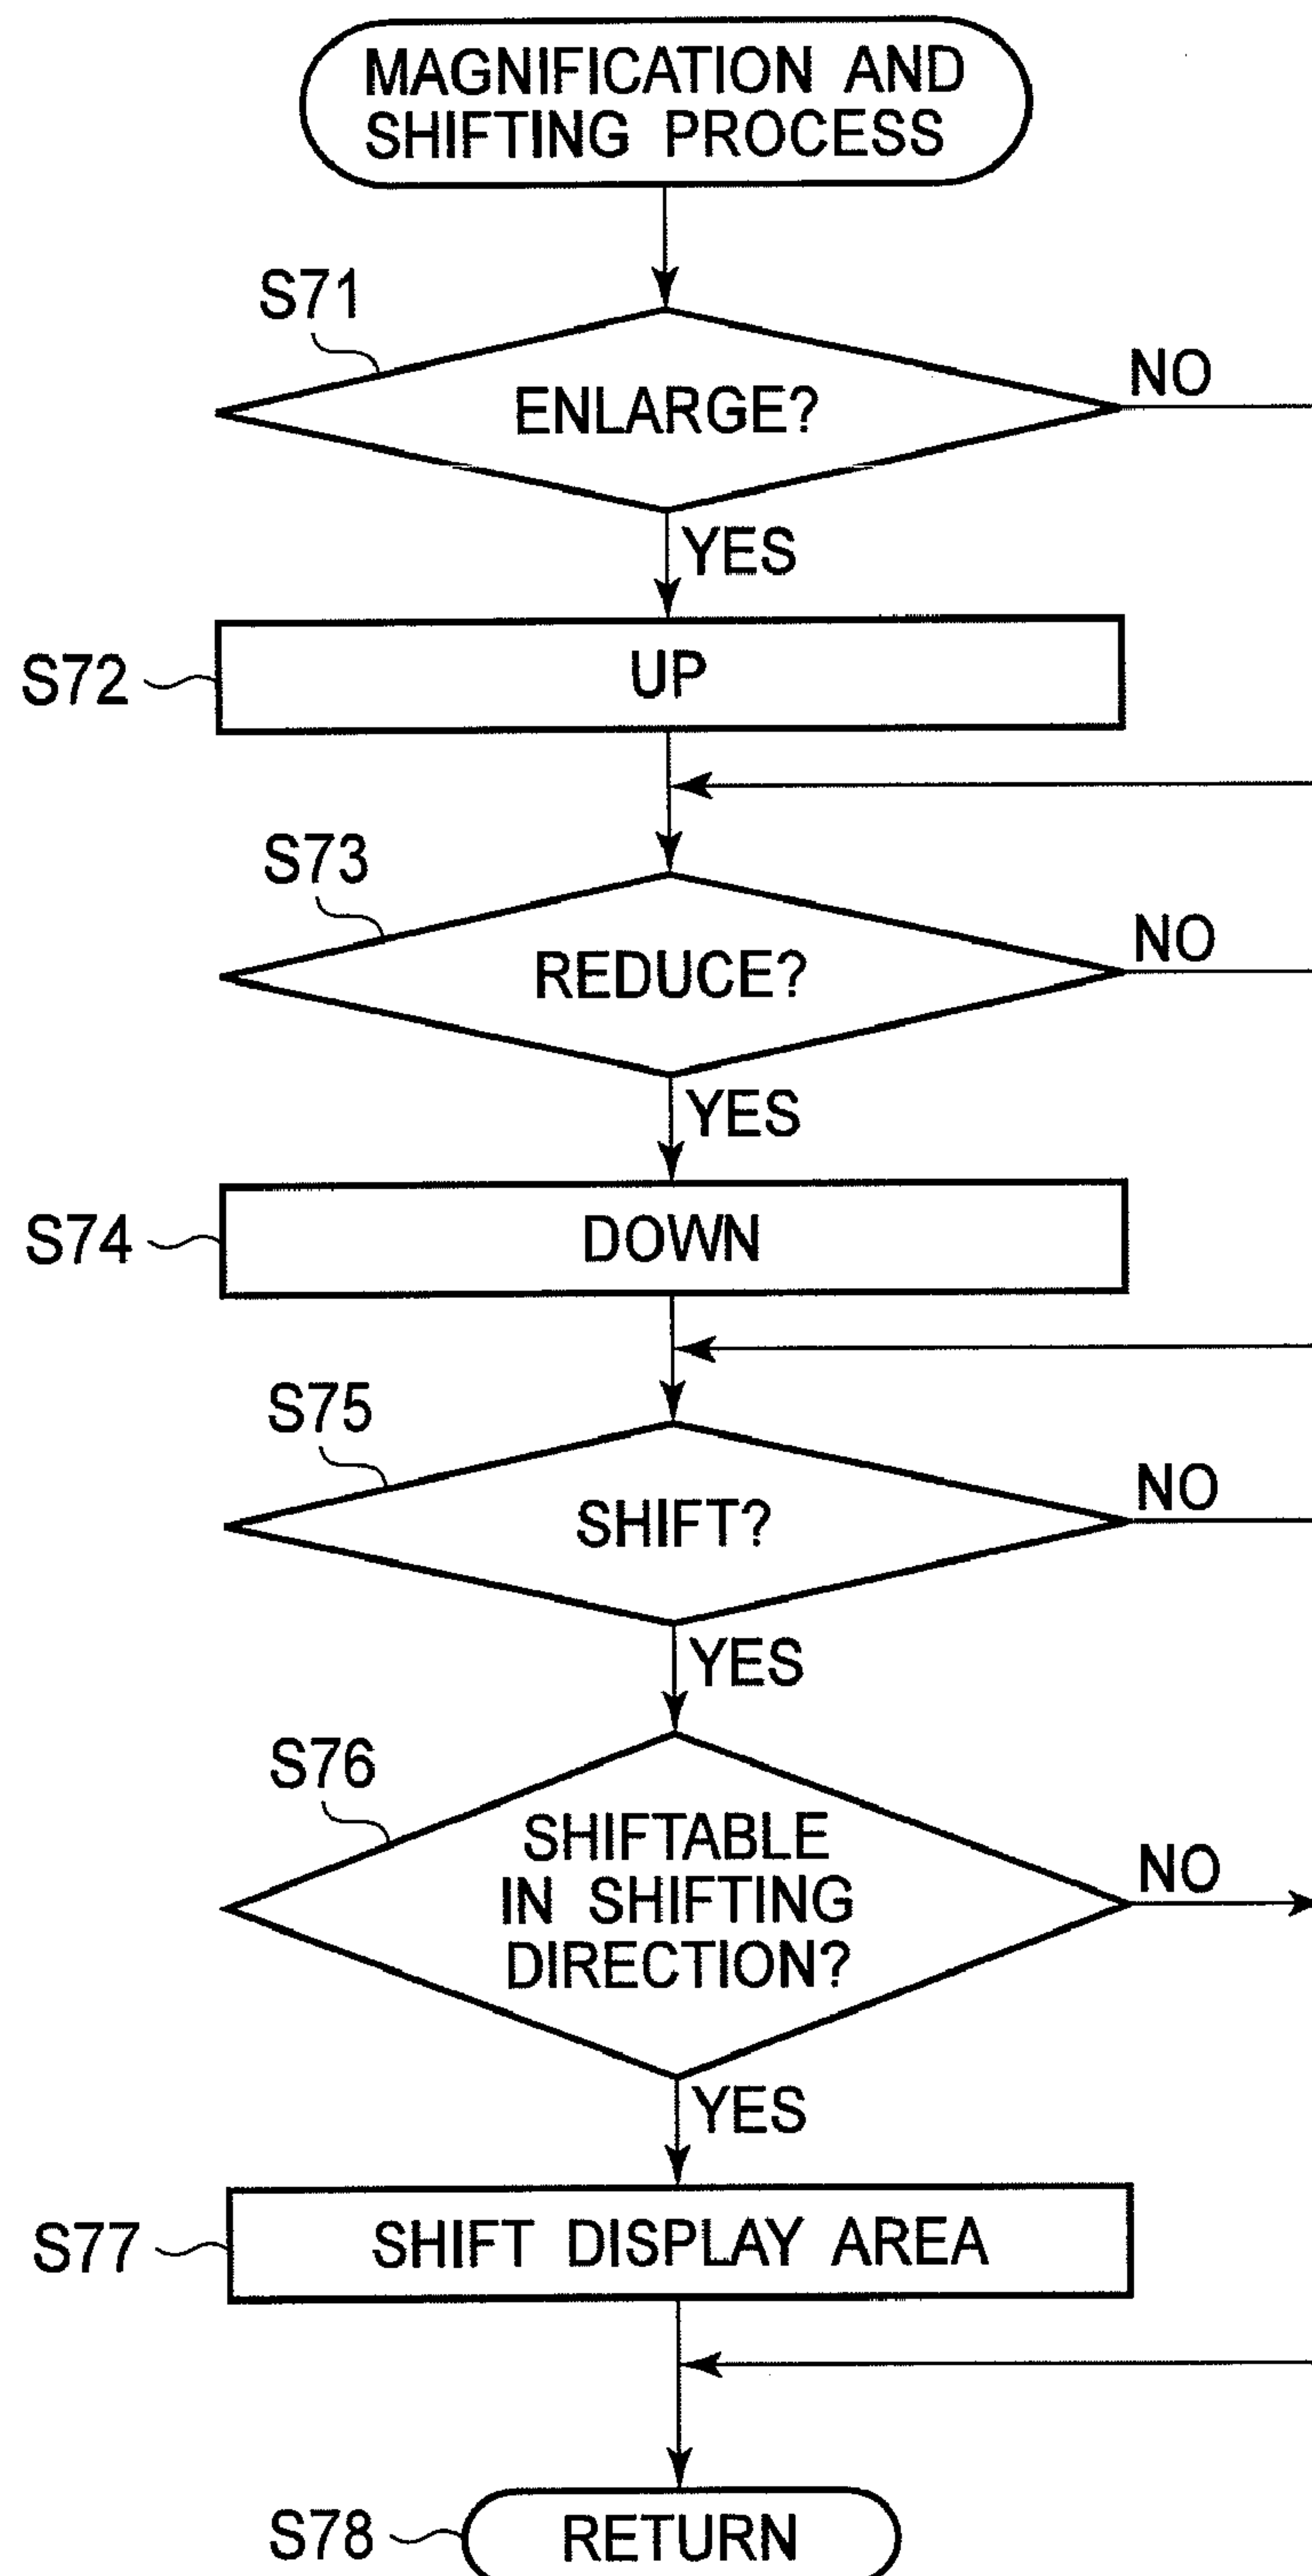 MAGNIFICATION AND
SHIFTING PROCESS
S71
ENLARGE?
NO
YES
S72
UP
S73
REDUCE?
NO
YES
S74
DOWN
S75
SHIFT?
NO
YES
S76
SHIFTABLE
IN SHIFTING
DIRECTION?
NO
YES
S77
SHIFT DISPLAY AREA
S78
RETURN